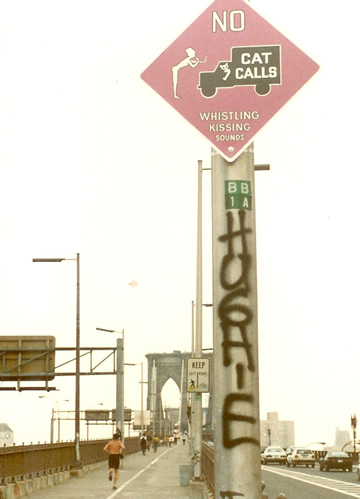 NO
CAT
CALLS
WHISTLING
KISSING
SOUNDS
BB
1A
HUGHIE
KEEP